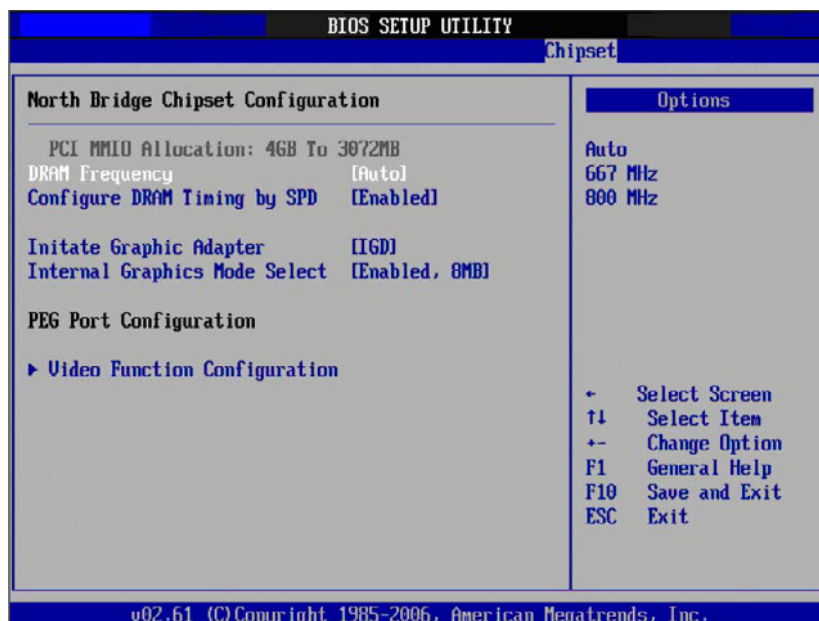 BIOS SETUP UTILITY
Chipset
North Bridge Chipset Configuration
PCI MMIO Allocation: 4GB To 3072MB
DRAM Frequency [Auto]
Configure DRAM Timing by SPD [Enabled]
Initate Graphic Adapter [IGD]
Internal Graphics Mode Select [Enabled, 8MB]
PEG Port Configuration
▶ Video Function Configuration
Options
Auto
667 MHz
800 MHz
← Select Screen
↑↓ Select Item
+- Change Option
F1 General Help
F10 Save and Exit
ESC Exit
v02.61 (C)Copyright 1985-2006, American Megatrends, Inc.